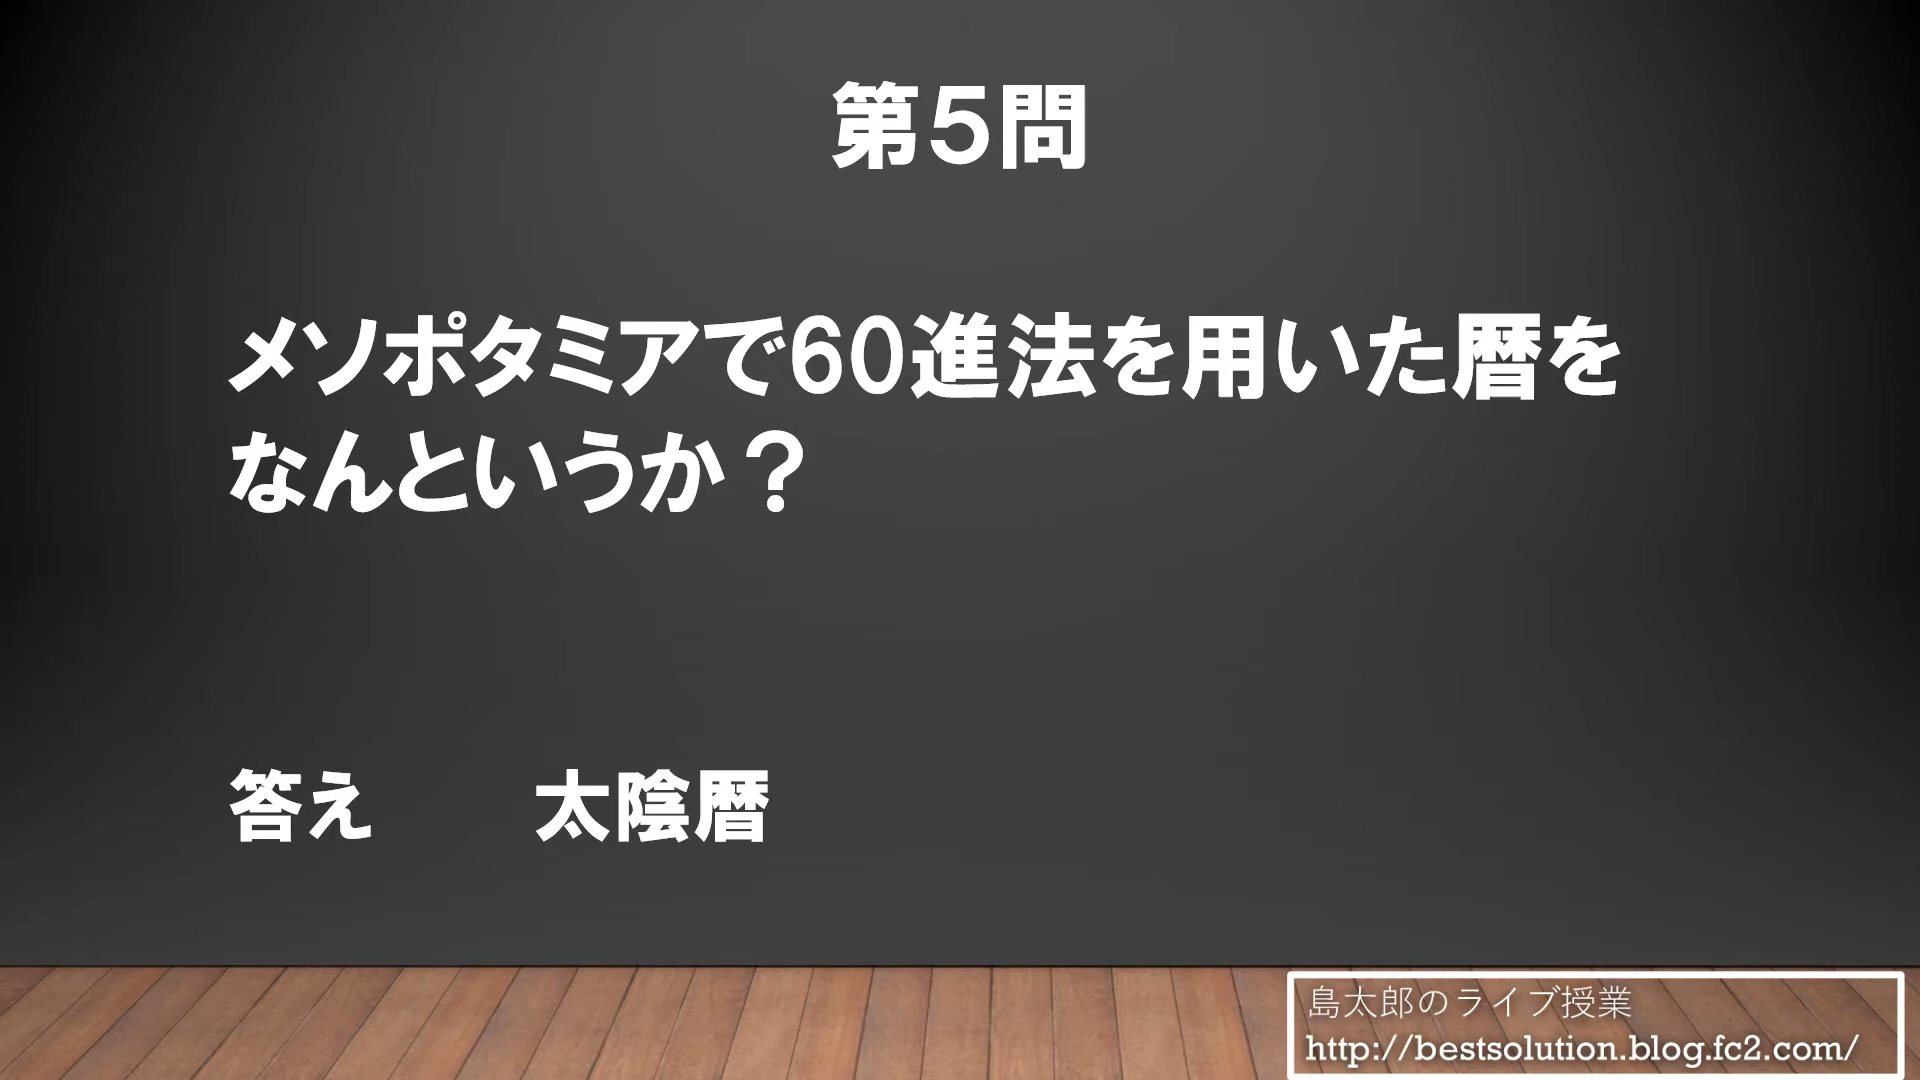 第5問
メソポタミアで60進法を用いた暦を
なんというか？
答え　　太陰暦
島太郎のライブ授業
http://bestsolution.blog.fc2.com/